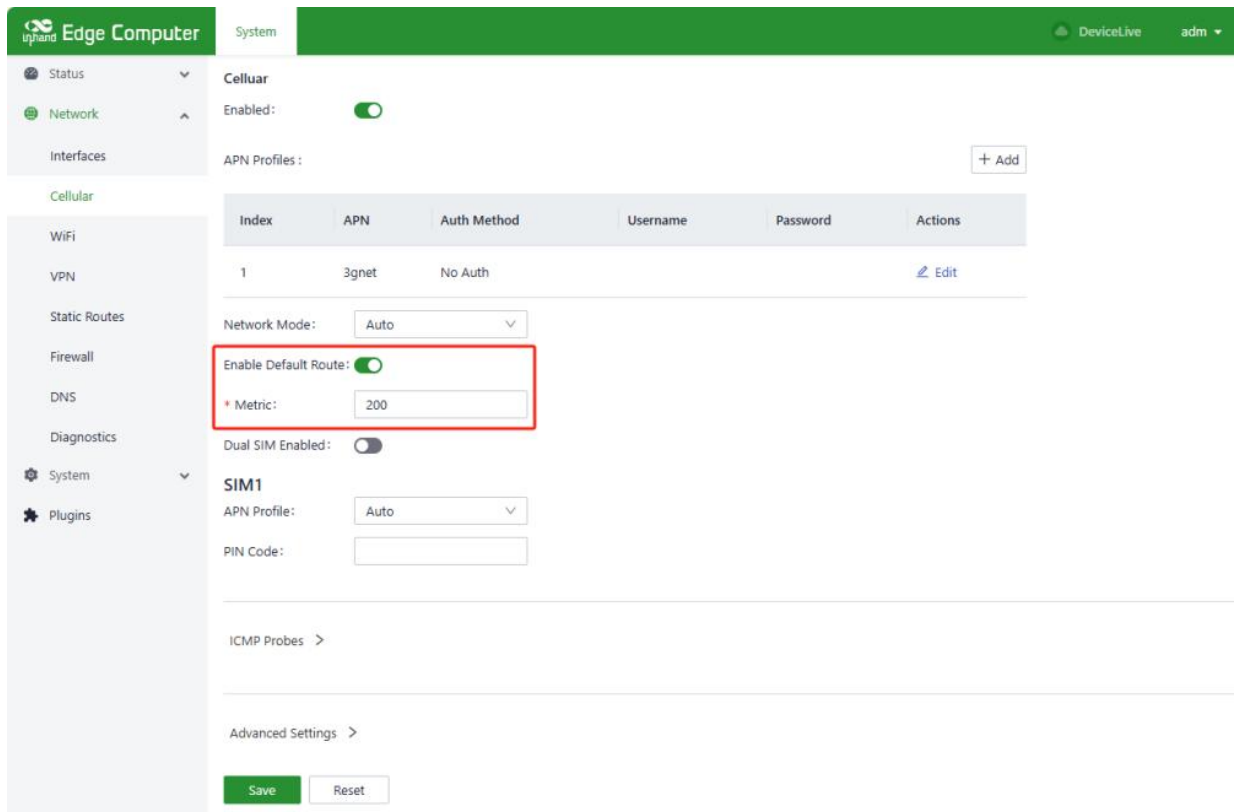 inhand Edge Computer
System
DeviceLive
adm
Status
Network
Interfaces
Cellular
WiFi
VPN
Static Routes
Firewall
DNS
Diagnostics
System
Plugins
Celluar
Enabled:
APN Profiles :
+ Add
Index APN Auth Method Username Password Actions
1 3gnet No Auth Edit
Network Mode: Auto
Enable Default Route:
* Metric: 200
Dual SIM Enabled:
SIM1
APN Profile: Auto
PIN Code:
ICMP Probes >
Advanced Settings >
Save Reset